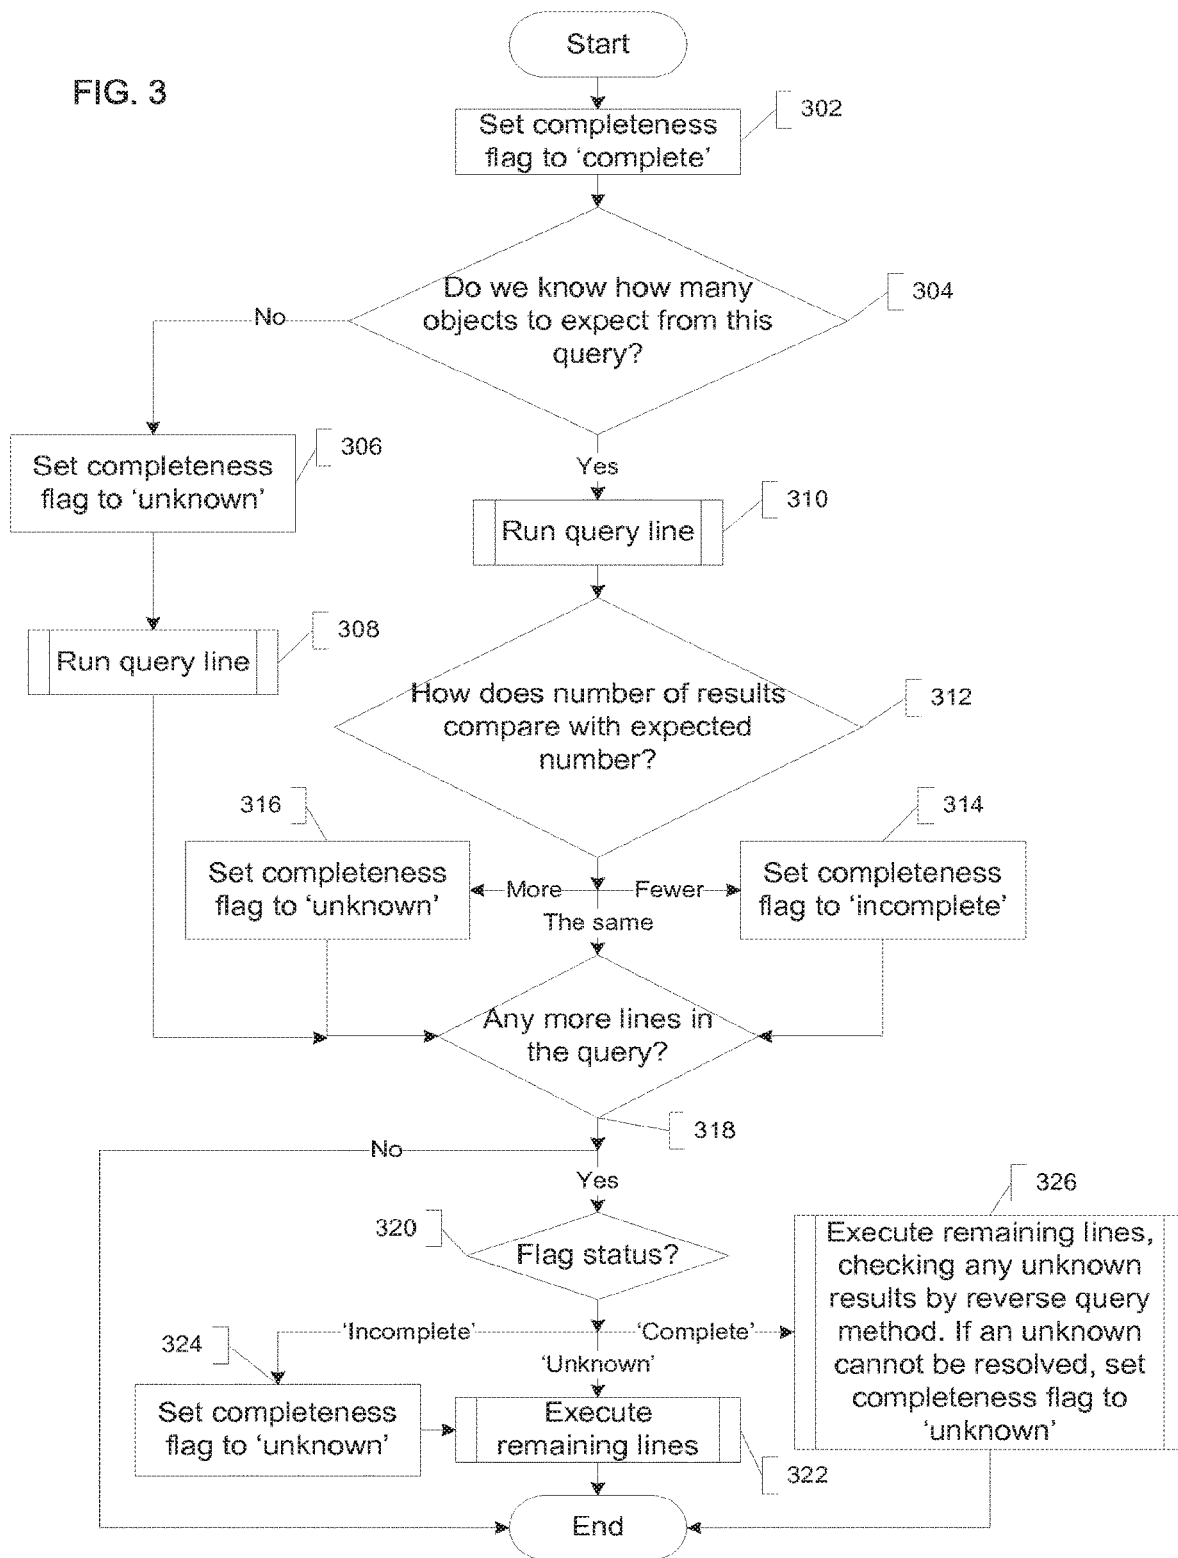 Start
FIG. 3
302
Set completeness
flag to ‘complete’
304
Do we know how many
objects to expect from this
query?
No
306
Set completeness
flag to ‘unknown’
Yes
310
Run query line
308
Run query line
312
How does number of results
compare with expected
number?
316
314
Set completeness
flag to ‘unknown’
More
Fewer
Set completeness
flag to ‘incomplete’
The same
Any more lines in
the query?
318
No
Yes
320
Flag status?
326
Execute remaining lines,
checking any unknown
results by reverse query
method. If an unknown
cannot be resolved, set
completeness flag to
‘unknown’
‘Incomplete’
‘Complete’
324
‘Unknown’
Set completeness
flag to ‘unknown’
Execute
remaining lines
322
End